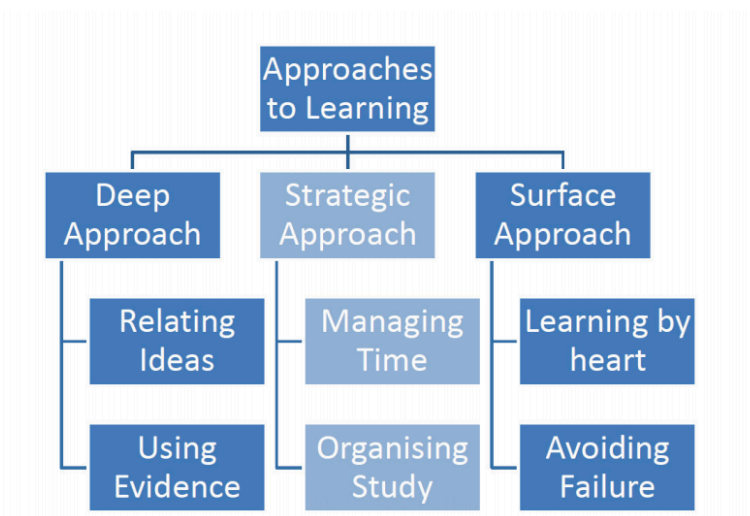 Approaches
to Learning
Deep
Approach
Strategic
Approach
Surface
Approach
Relating
Ideas
Managing
Time
Learning by
heart
Using
Evidence
Organising
Study
Avoiding
Failure